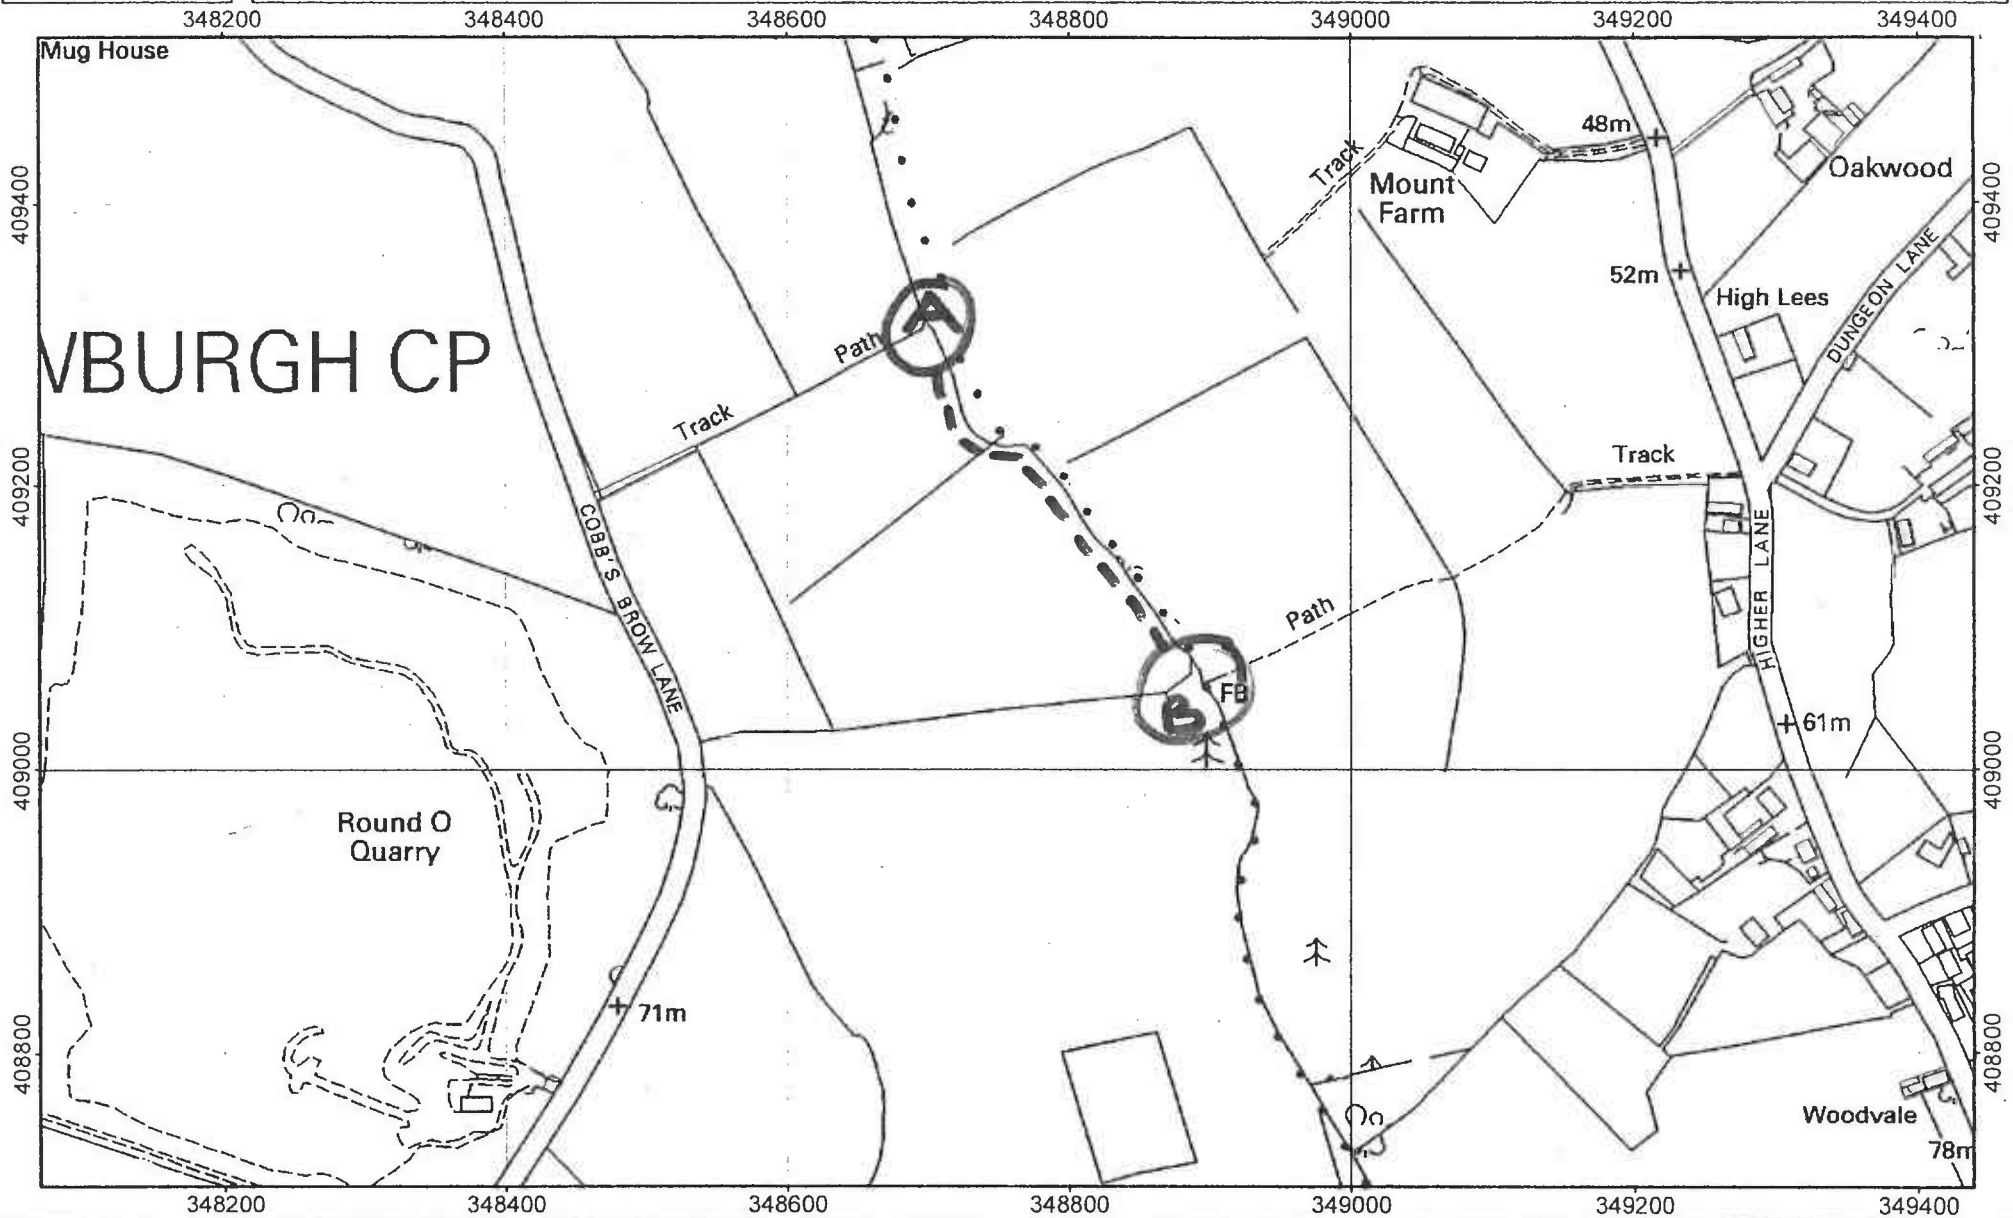 348200
348400
348600
348800
349000
349200
349400
Mug House
48m
Track
Oakwood
409400
409400
Mount
Farm
52m
High Lees
DUNGEON LANE
A
Path
VBURGH CP
Track
Track
409200
409200
COBB'S BROW LANE
HIGHER LANE
Path
FB
B
61m
409000
409000
Round O
Quarry
71m
408800
408800
Woodvale
78m
348200
348400
348600
348800
349000
349200
349400